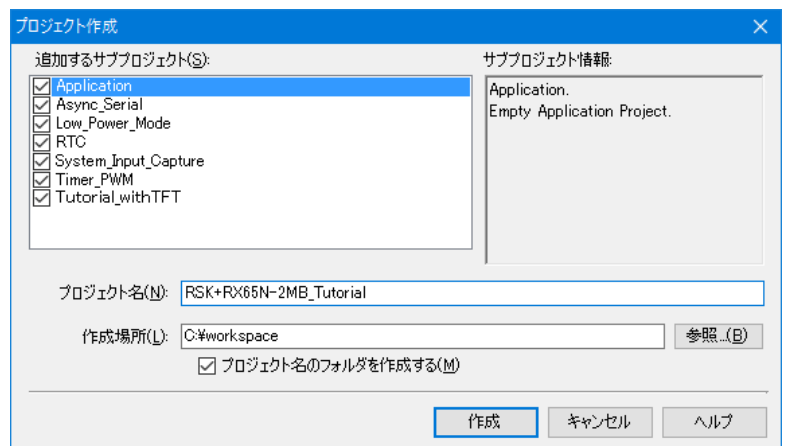 プロジェクト作成
追加するサブプロジェクト(S):
Application
Async_Serial
Low_Power_Mode
RTC
System_Input_Capture
Timer_PWM
Tutorial_withTFT
サブプロジェクト情報:
Application.
Empty Application Project.
プロジェクト名(N): RSK+RX65N-2MB_Tutorial
作成場所(L): C:¥workspace 参照...(B)
プロジェクト名のフォルダを作成する(M)
作成 キャンセル ヘルプ